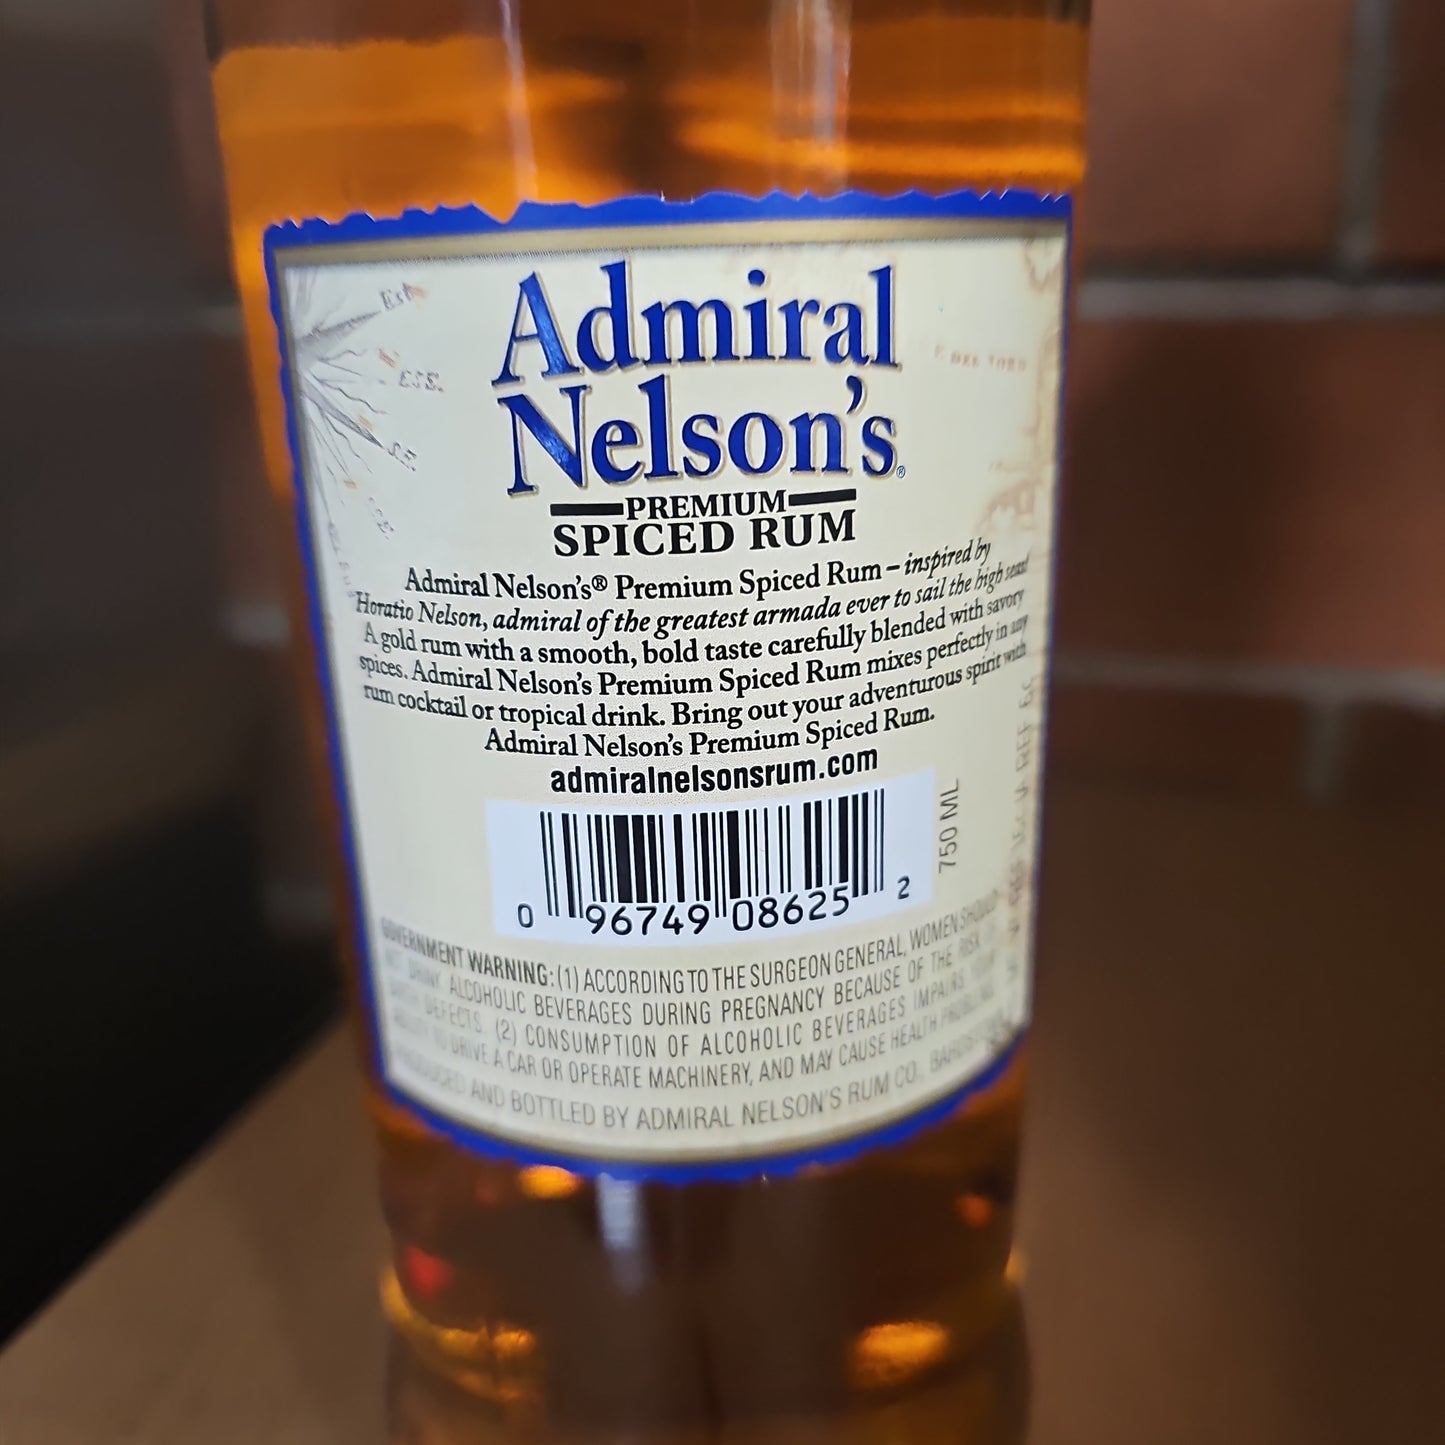 Est
E.S.E.
S.E.
Admiral
Nelson's®
PREMIUM
SPICED RUM
Admiral Nelson's® Premium Spiced Rum – inspired by
Horatio Nelson, admiral of the greatest armada ever to sail the high seas!
A gold rum with a smooth, bold taste carefully blended with savory
spices. Admiral Nelson's Premium Spiced Rum mixes perfectly in any
rum cocktail or tropical drink. Bring out your adventurous spirit with
Admiral Nelson's Premium Spiced Rum.
admiralnelsonsrum.com
0 96749 08625 2
750 ML
GOVERNMENT WARNING: (1) ACCORDING TO THE SURGEON GENERAL, WOMEN SHOULD
NOT DRINK ALCOHOLIC BEVERAGES DURING PREGNANCY BECAUSE OF THE RISK OF
BIRTH DEFECTS. (2) CONSUMPTION OF ALCOHOLIC BEVERAGES IMPAIRS YOUR
ABILITY TO DRIVE A CAR OR OPERATE MACHINERY, AND MAY CAUSE HEALTH PROBLEMS.
PRODUCED AND BOTTLED BY ADMIRAL NELSON'S RUM CO.,